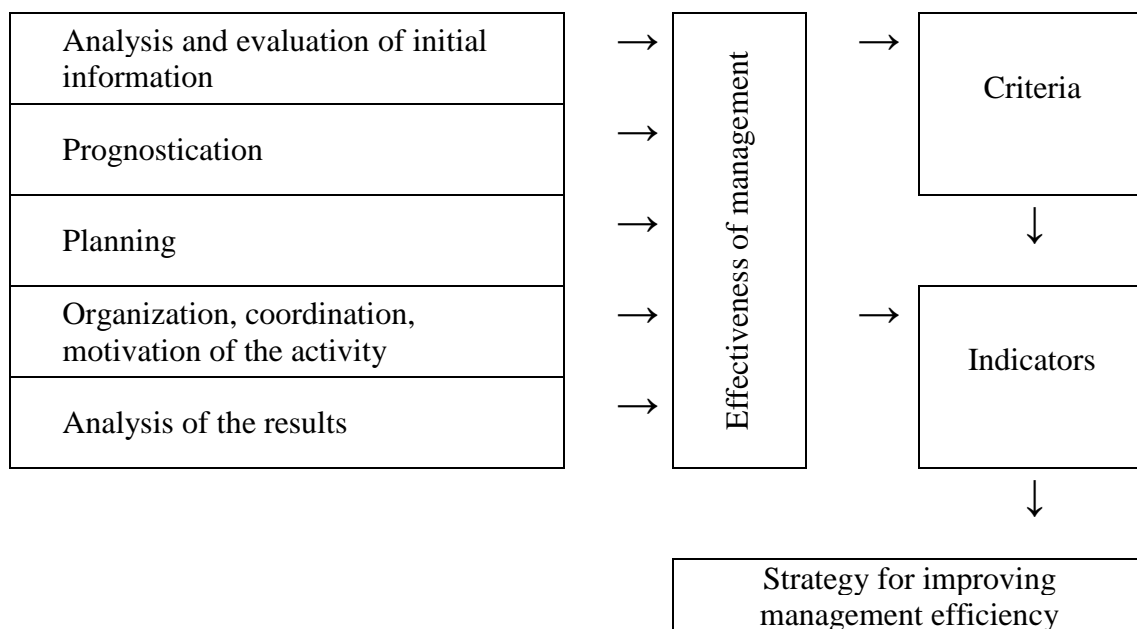 Analysis and evaluation of initial
information
Prognostication
Planning
Organization, coordination,
motivation of the activity
Analysis of the results
Effectiveness of management
Criteria
Indicators
Strategy for improving
management efficiency